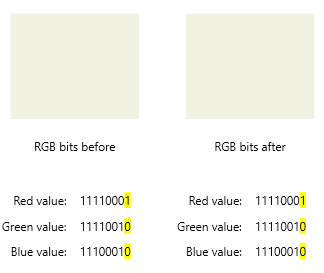 RGB bits before
RGB bits after
Red value: 11110001
Red value: 11110001
Green value: 11110010
Green value: 11110010
Blue value: 11100010
Blue value: 11100010